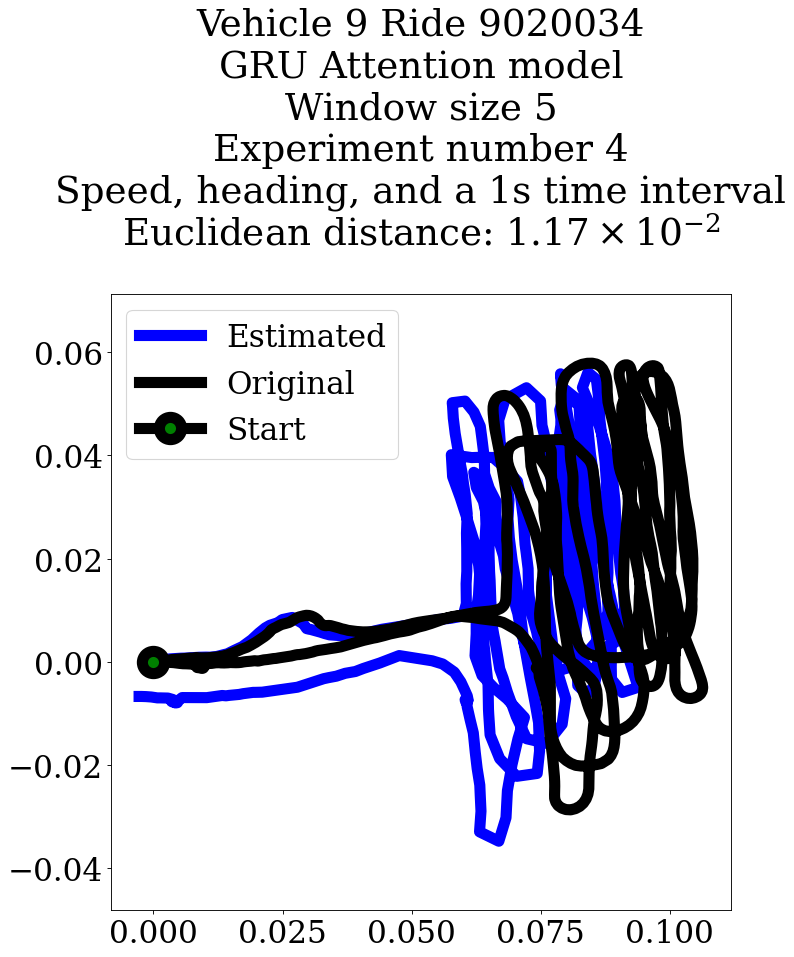 Vehicle 9 Ride 9020034
GRU Attention model
Window size 5
Experiment number 4
Speed, heading, and a 1s time interval
Euclidean distance: 1.17 × 10⁻²
Estimated
Original
Start
0.06
0.04
0.02
0.00
−0.02
−0.04
0.000 0.025 0.050 0.075 0.100